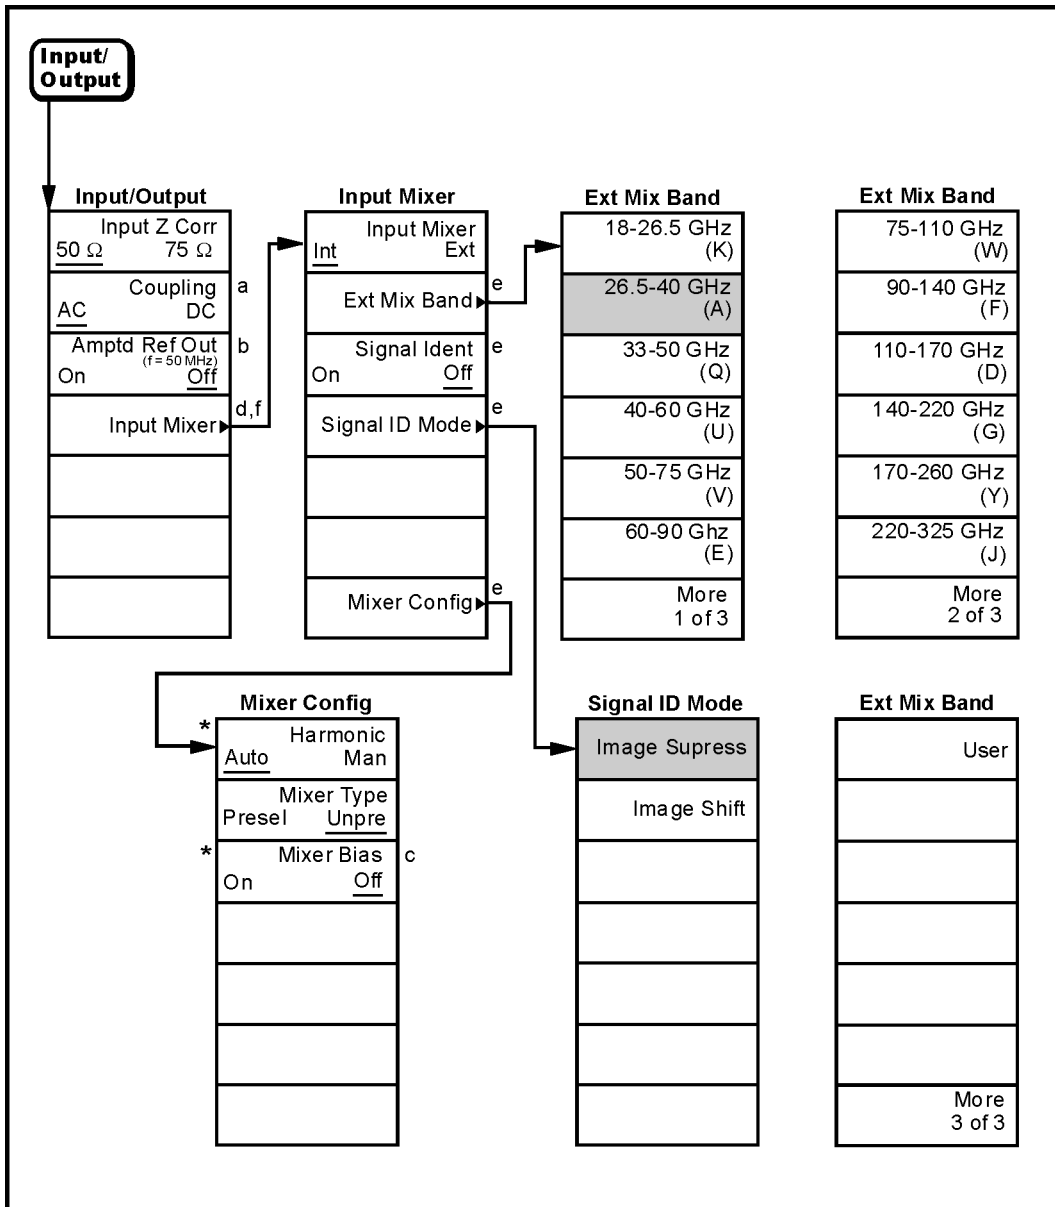 Input/
Output
Input/Output
Input Z Corr
50 Ω 75 Ω
Coupling a
AC DC
Amptd Ref Out b
(f = 50 MHz)
On Off
d,f
Input Mixer
Input Mixer
Input Mixer
Int Ext
e
Ext Mix Band
Signal Ident e
On Off
e
Signal ID Mode
e
Mixer Config
Ext Mix Band
18-26.5 GHz
(K)
26.5-40 GHz
(A)
33-50 GHz
(Q)
40-60 GHz
(U)
50-75 GHz
(V)
60-90 Ghz
(E)
More
1 of 3
Ext Mix Band
75-110 GHz
(W)
90-140 GHz
(F)
110-170 GHz
(D)
140-220 GHz
(G)
170-260 GHz
(Y)
220-325 GHz
(J)
More
2 of 3
Mixer Config
* Harmonic
Auto Man
Mixer Type
Presel Unpre
* Mixer Bias c
On Off
Signal ID Mode
Image Supress
Image Shift
Ext Mix Band
User
More
3 of 3